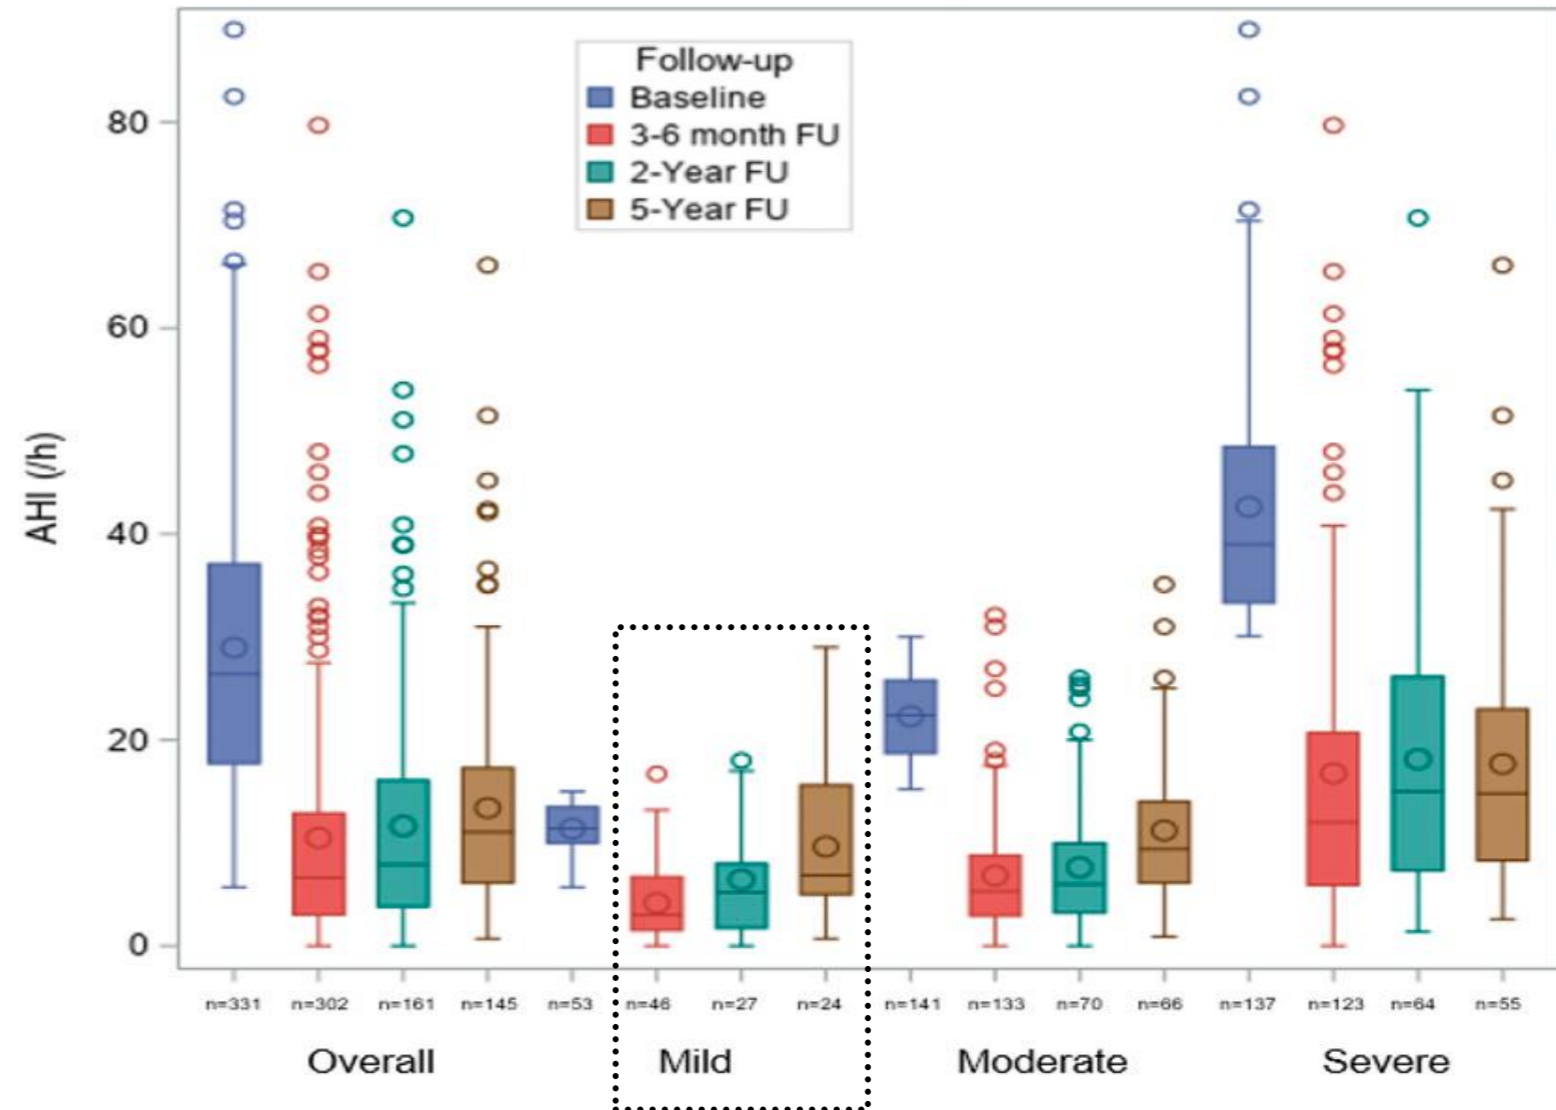 Follow-up
Baseline
3-6 month FU
2-Year FU
5-Year FU
AHI (/h)
80
60
40
20
0
n=331 n=302 n=161 n=145 n=53 n=46 n=27 n=24 n=141 n=133 n=70 n=66 n=137 n=123 n=64 n=55
Overall Mild Moderate Severe